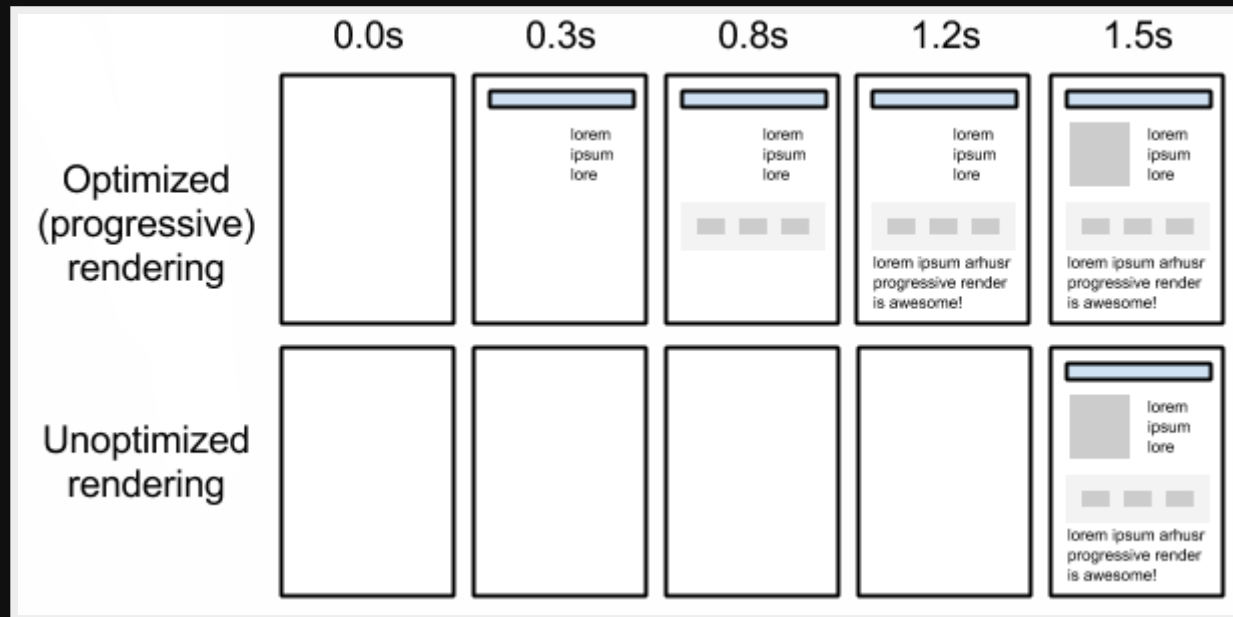 0.0s 0.3s 0.8s 1.2s 1.5s
Optimized
(progressive)
rendering
lorem
ipsum
lore
lorem
ipsum
lore
lorem ipsum arhusr
progressive render
is awesome!
lorem
ipsum
lore
lorem ipsum arhusr
progressive render
is awesome!
lorem
ipsum
lore
Unoptimized
rendering
lorem
ipsum
lore
lorem ipsum arhusr
progressive render
is awesome!